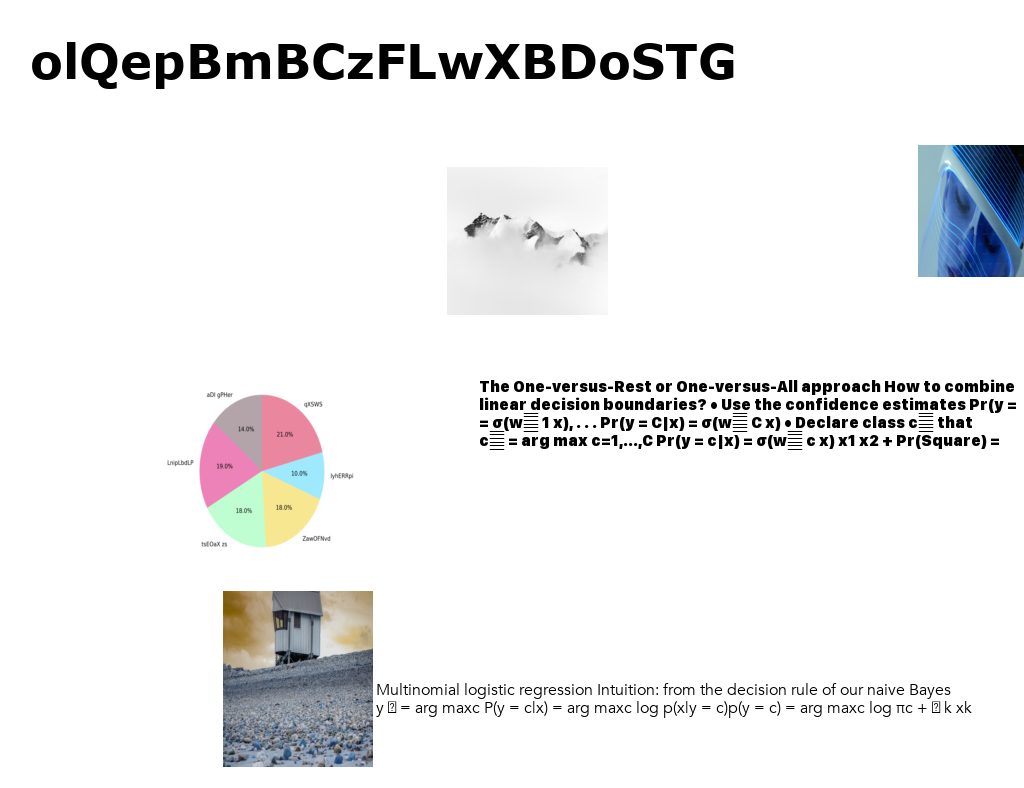 olQepBmBCzFLwXBDoSTG
The One-versus-Rest or One-versus-All approach How to combine
linear decision boundaries? • Use the confidence estimates Pr(y =
= σ(w 1 x), . . . Pr(y = C|x) = σ(w C x) • Declare class c that
c = arg max c=1,...,C Pr(y = c|x) = σ(w c x) x1 x2 + Pr(Square) =
aDI gPHer
qXSWS
14.0%
21.0%
LnipLbdLP
19.0%
10.0%
lyhERRpi
18.0%
18.0%
tsEOaX zs
ZawOFNvd
Multinomial logistic regression Intuition: from the decision rule of our naive Bayes
y = arg maxc P(y = c|x) = arg maxc log p(x|y = c)p(y = c) = arg maxc log πc + k xk